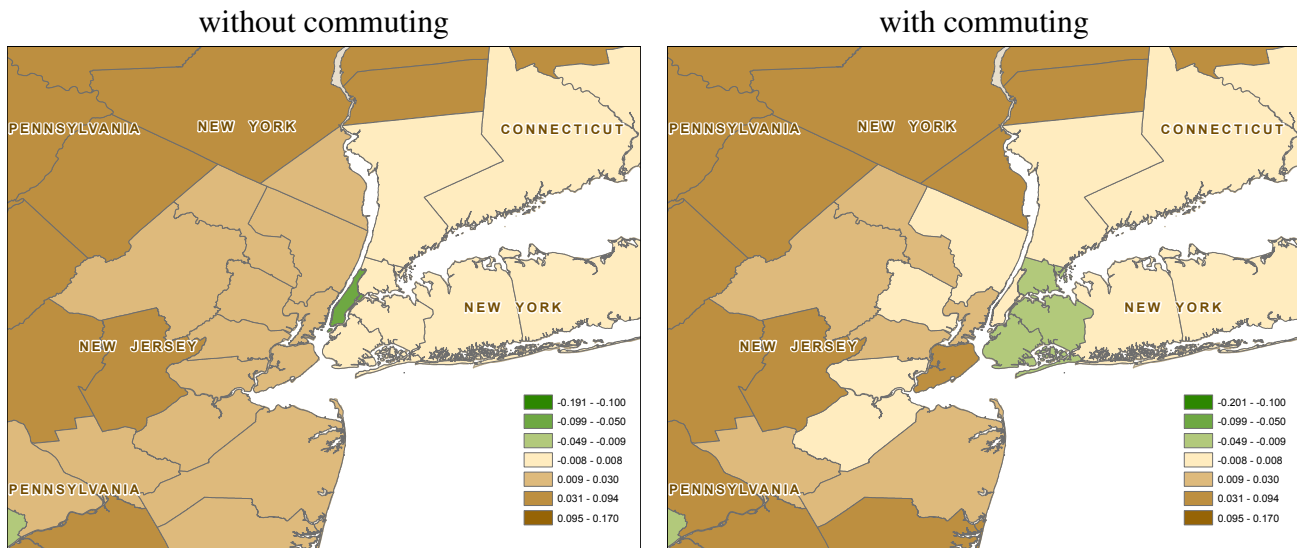 without commuting
with commuting
PENNSYLVANIA
NEW YORK
CONNECTICUT
NEW YORK
NEW JERSEY
PENNSYLVANIA
-0.191 - -0.100
-0.099 - -0.050
-0.049 - -0.009
-0.008 - 0.008
0.009 - 0.030
0.031 - 0.094
0.095 - 0.170
PENNSYLVANIA
NEW YORK
CONNECTICUT
NEW YORK
NEW JERSEY
PENNSYLVANIA
-0.201 - -0.100
-0.099 - -0.050
-0.049 - -0.009
-0.008 - 0.008
0.009 - 0.030
0.031 - 0.094
0.095 - 0.170